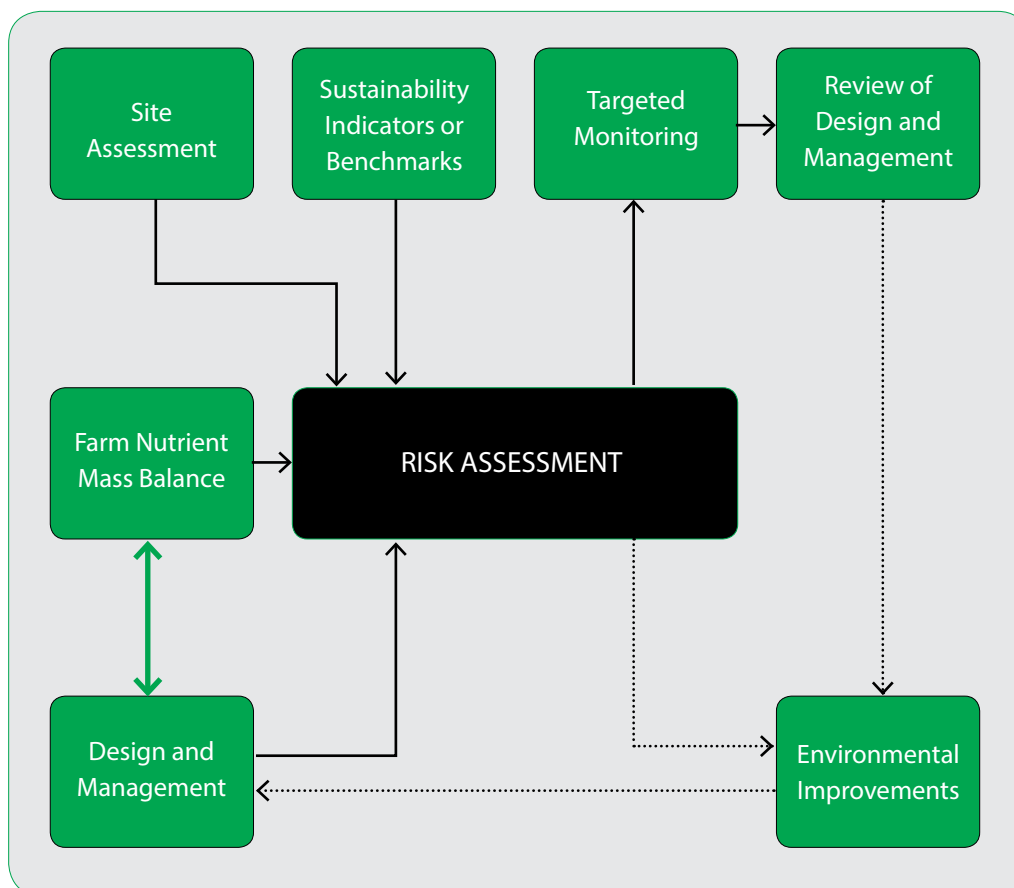 Site
Assessment
Sustainability
Indicators or
Benchmarks
Targeted
Monitoring
Review of
Design and
Management
Farm Nutrient
Mass Balance
RISK ASSESSMENT
Design and
Management
Environmental
Improvements